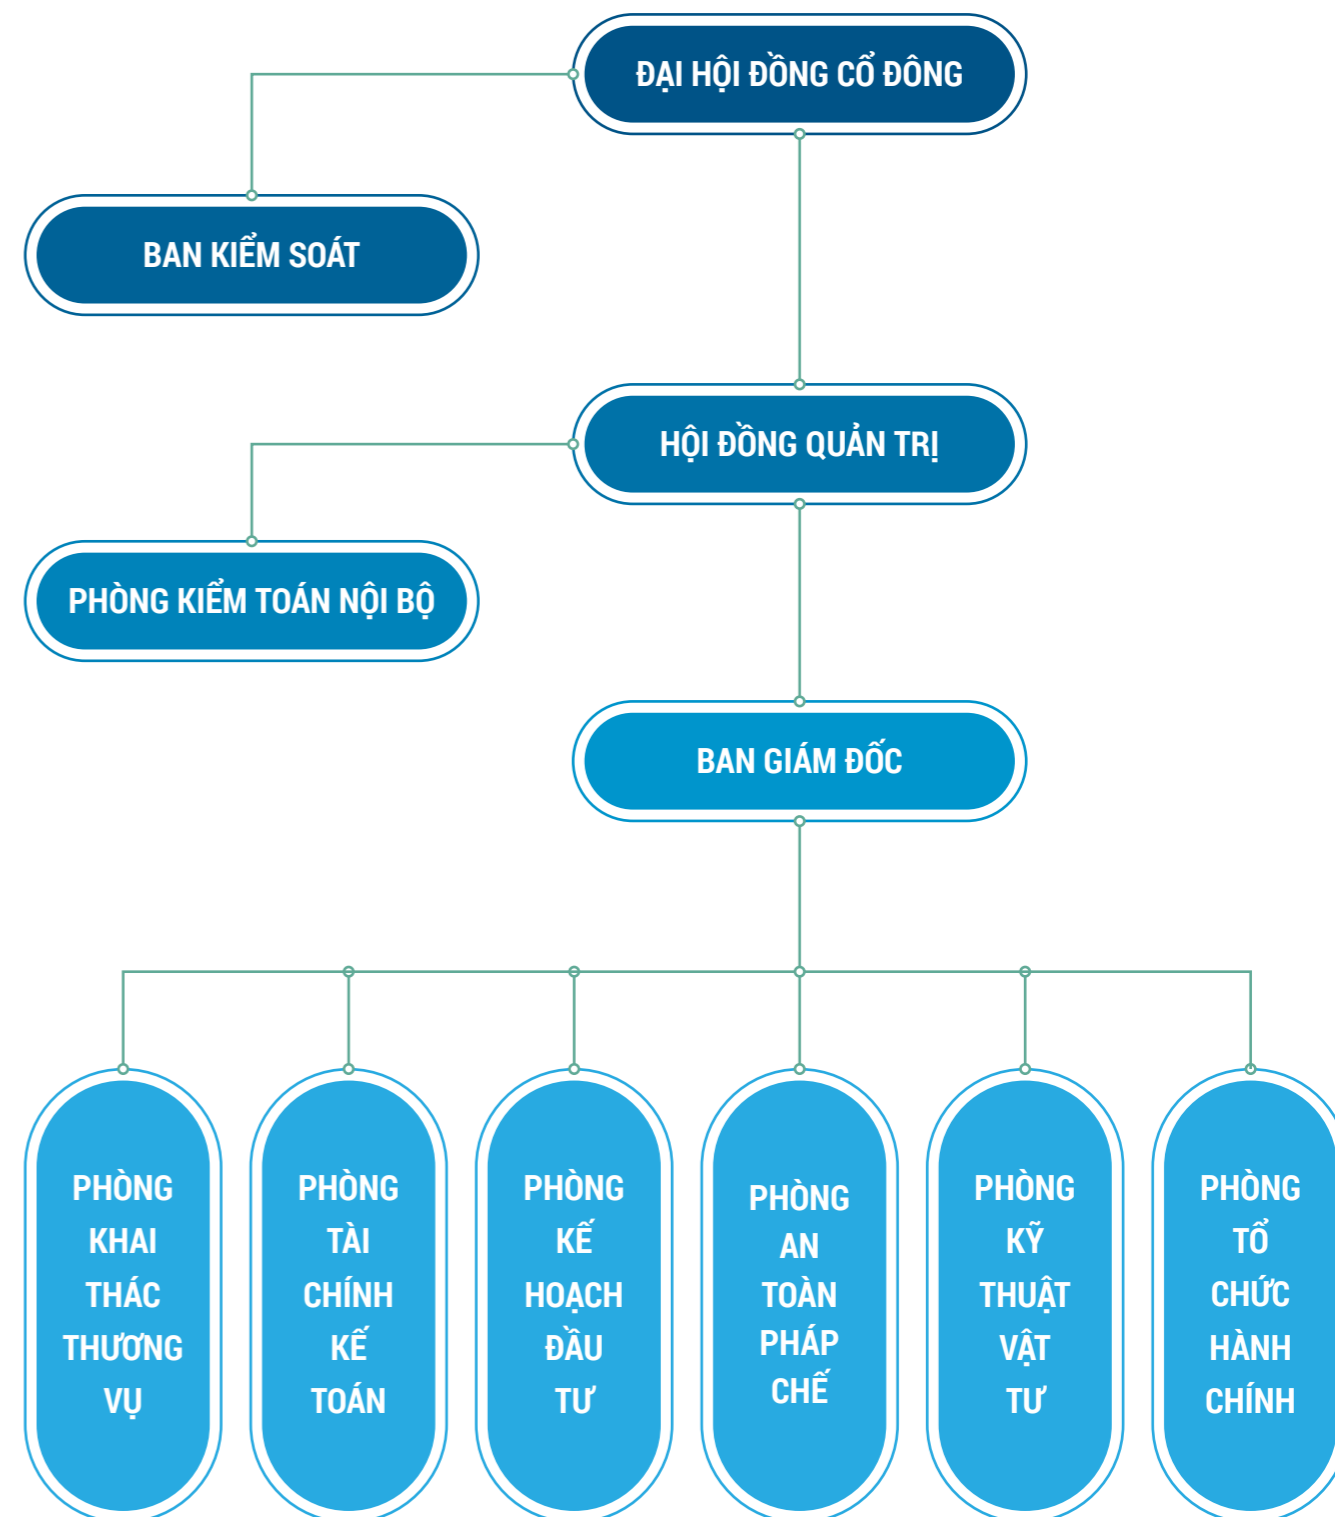 ĐẠI HỘI ĐỒNG CỔ ĐÔNG
BAN KIỂM SOÁT
HỘI ĐỒNG QUẢN TRỊ
PHÒNG KIỂM TOÁN NỘI BỘ
BAN GIÁM ĐỐC
PHÒNG
KHAI
THÁC
THƯƠNG
VỤ
PHÒNG
TÀI
CHÍNH
KẾ
TOÁN
PHÒNG
KẾ
HOẠCH
ĐẦU
TƯ
PHÒNG
AN
TOÀN
PHÁP
CHẾ
PHÒNG
KỸ
THUẬT
VẬT
TƯ
PHÒNG
TỔ
CHỨC
HÀNH
CHÍNH